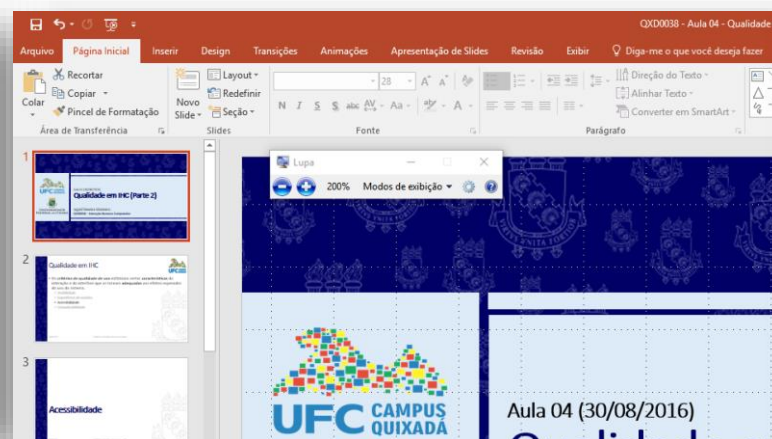 QXD0038 - Aula 04 - Qualidade
Arquivo Página Inicial Inserir Design Transições Animações Apresentação de Slides Revisão Exibir Diga-me o que você deseja fazer
Colar
Recortar
Copiar
Pincel de Formatação
Área de Transferência
Novo Slide
Layout
Redefinir
Seção
Slides
28
N I S S abc AV Aa A
Fonte
Direção do Texto
Alinhar Texto
Converter em SmartArt
Parágrafo
1
Qualidade em IHC (Parte 2)
2
Qualidade em IHC
3
Acessibilidade
Lupa
200% Modos de exibição
UFC CAMPUS QUIXADÁ
Aula 04 (30/08/2016)